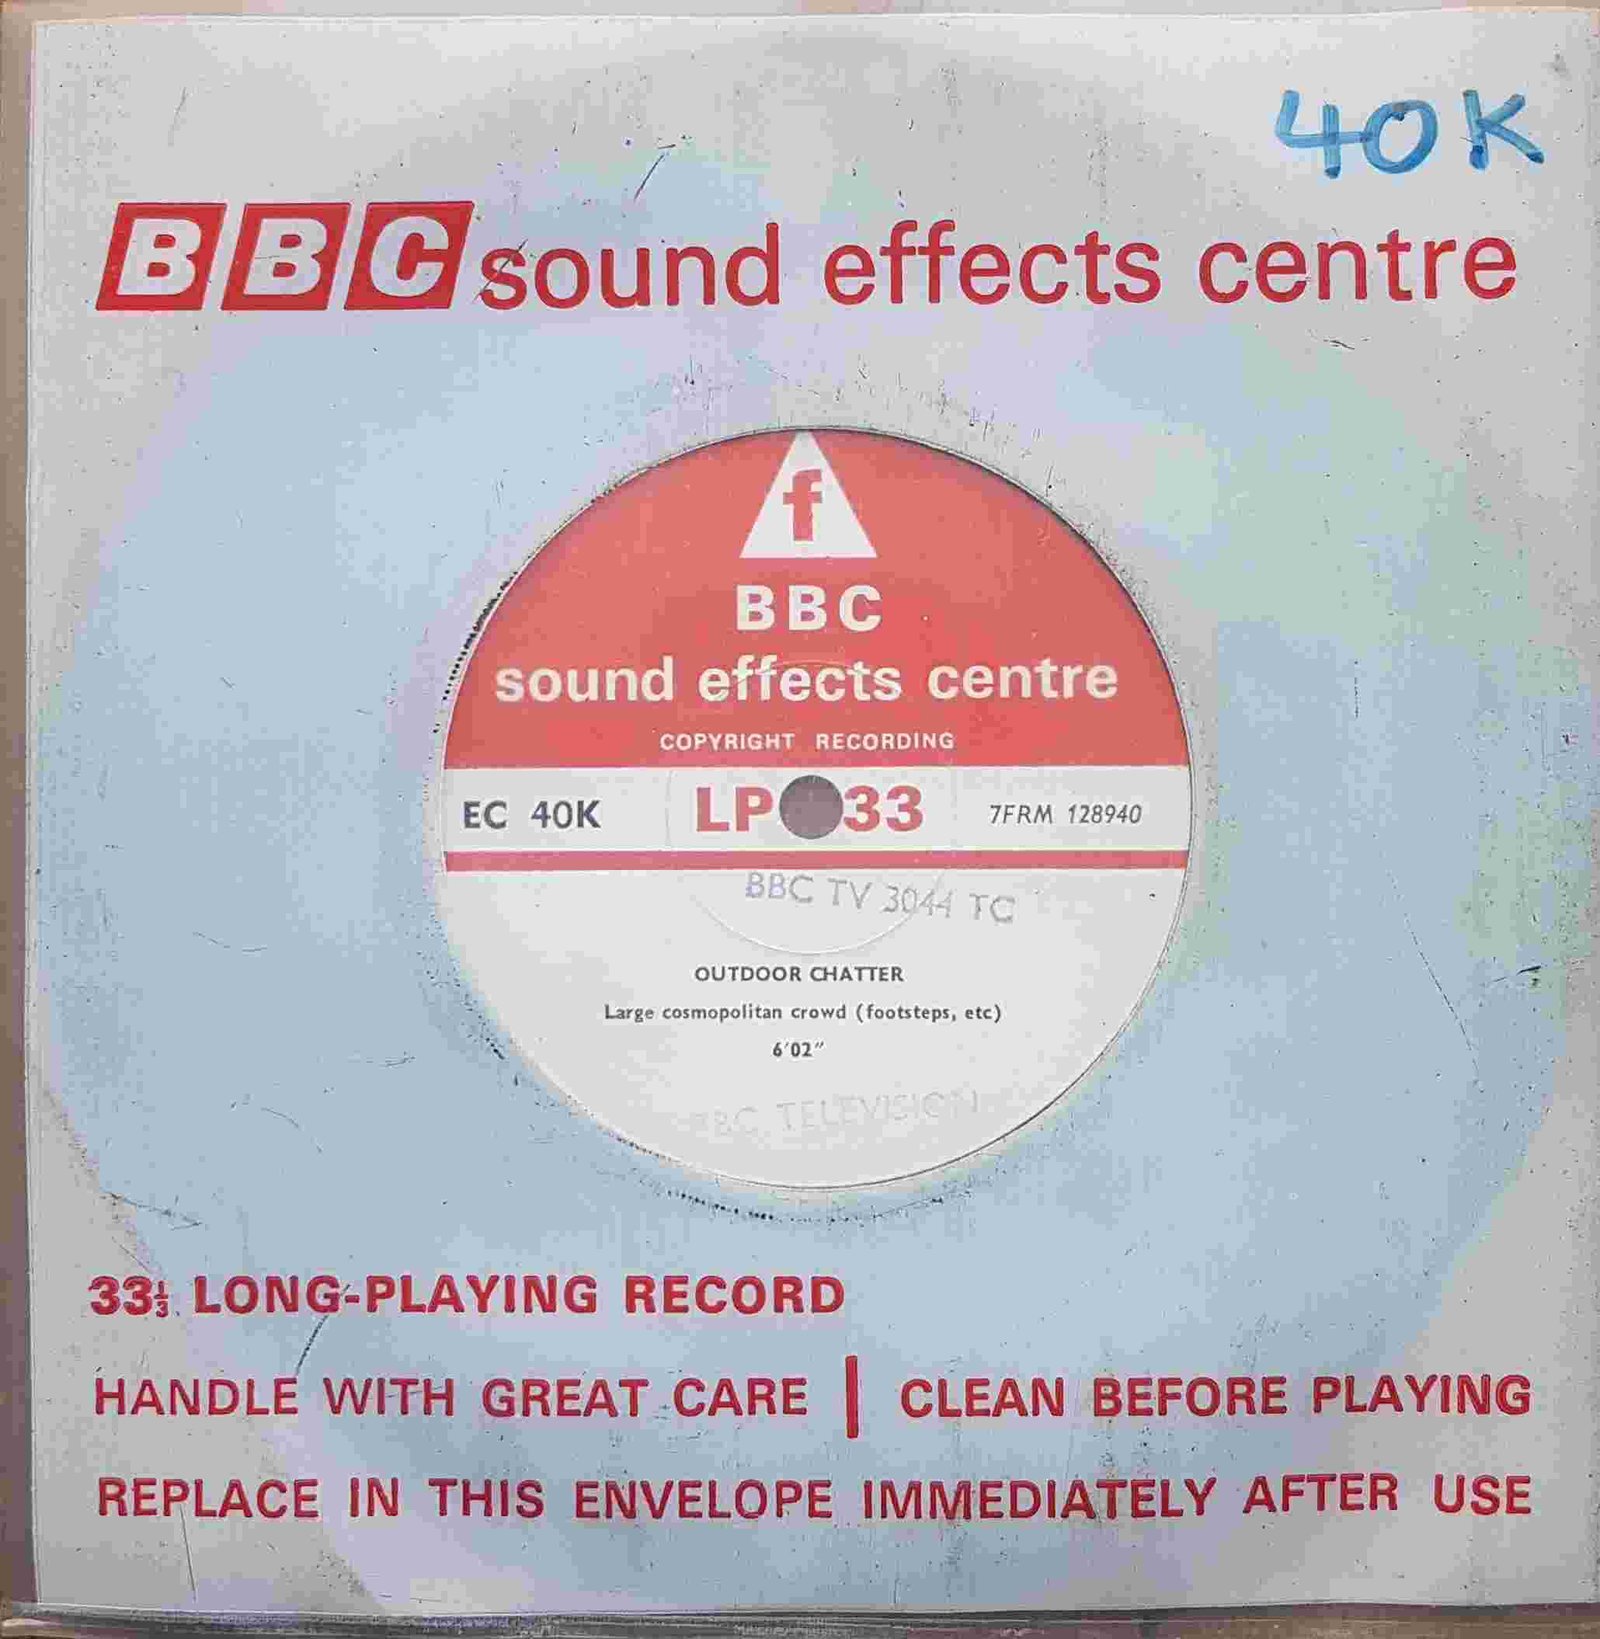 40K
BBC sound effects centre
f
BBC
sound effects centre
COPYRIGHT RECORDING
EC 40K LP 33 7FRM 128940
BBC TV 3044 TC
OUTDOOR CHATTER
Large cosmopolitan crowd (footsteps, etc)
6'02"
BBC TELEVISION
33⅓ LONG-PLAYING RECORD
HANDLE WITH GREAT CARE | CLEAN BEFORE PLAYING
REPLACE IN THIS ENVELOPE IMMEDIATELY AFTER USE